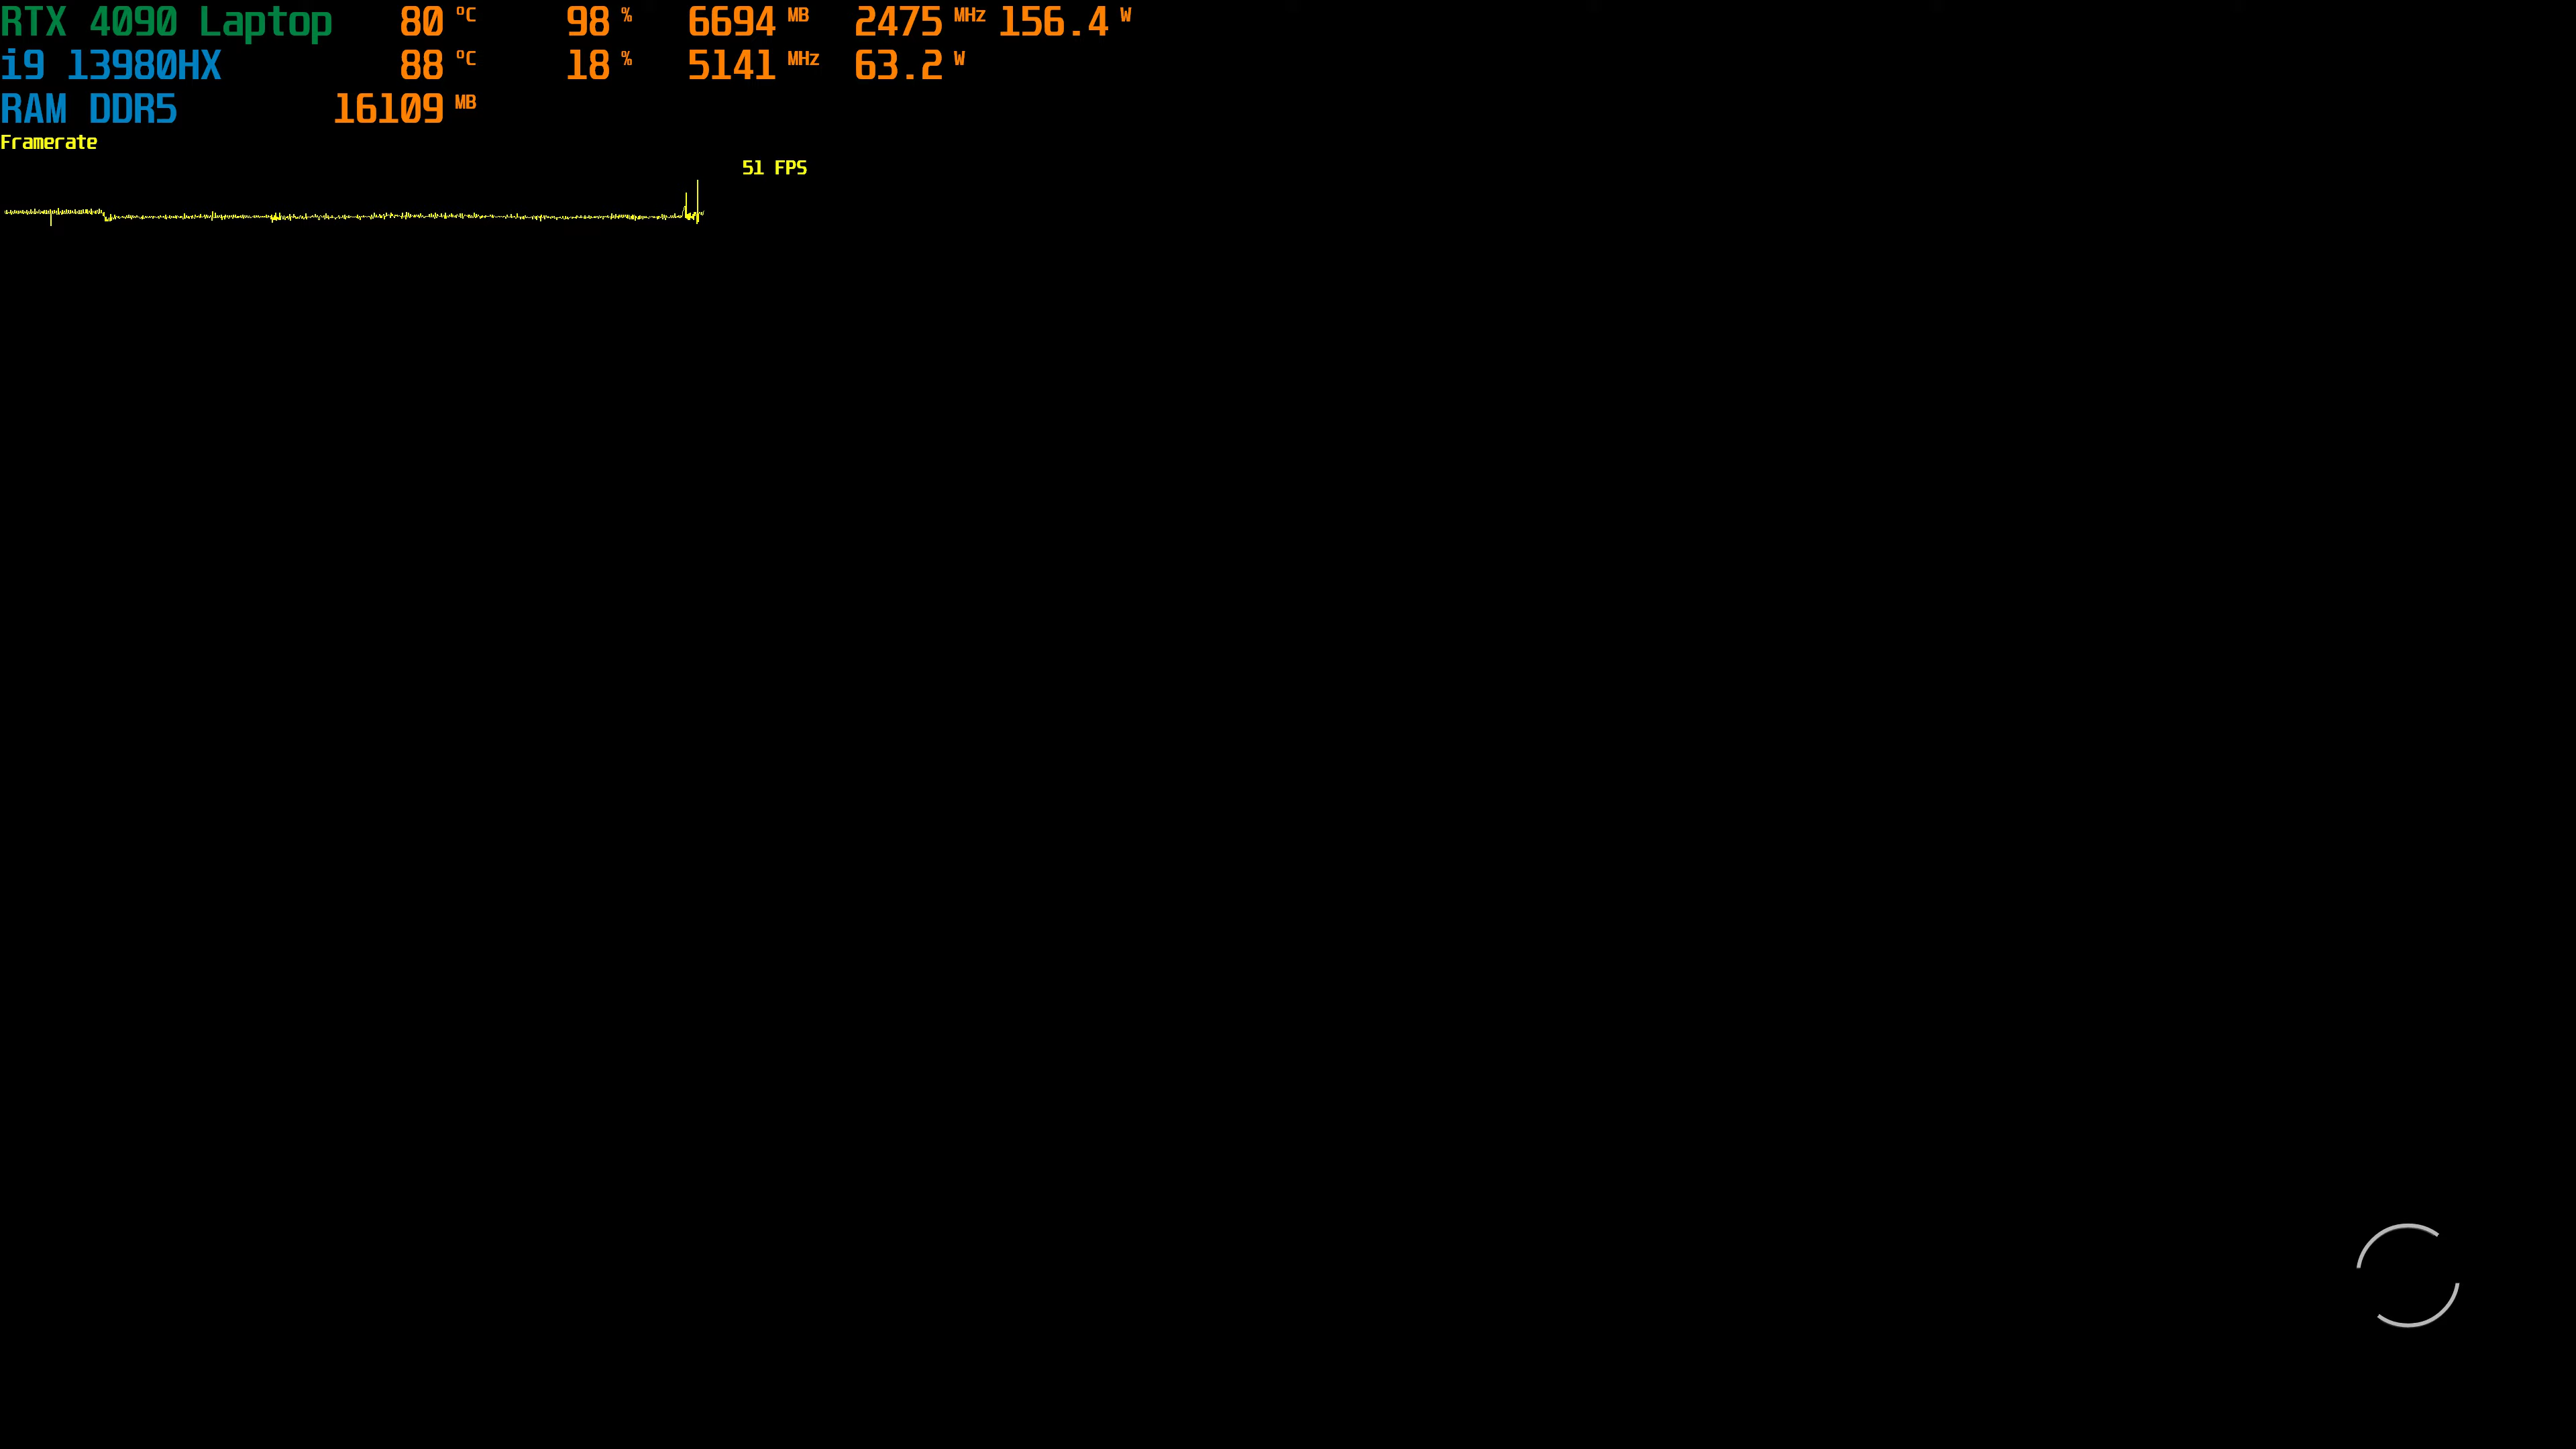 RTX 4090 Laptop 80 °C 98 % 6694 MB 2475 MHz 156.4 W
i9 13980HX 88 °C 18 % 5141 MHz 63.2 W
RAM DDR5 16109 MB
Framerate
51 FPS